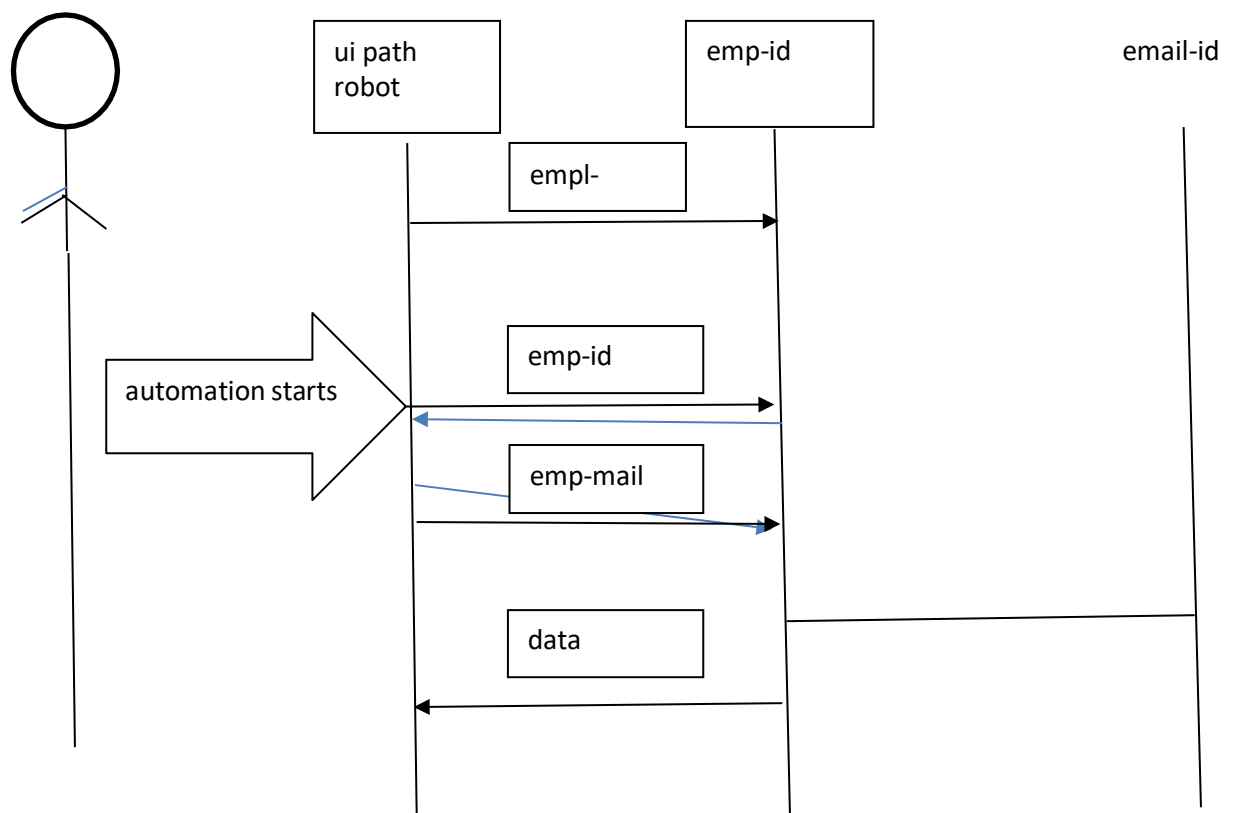 ui path
robot
emp-id
email-id
empl-
emp-id
automation starts
emp-mail
data